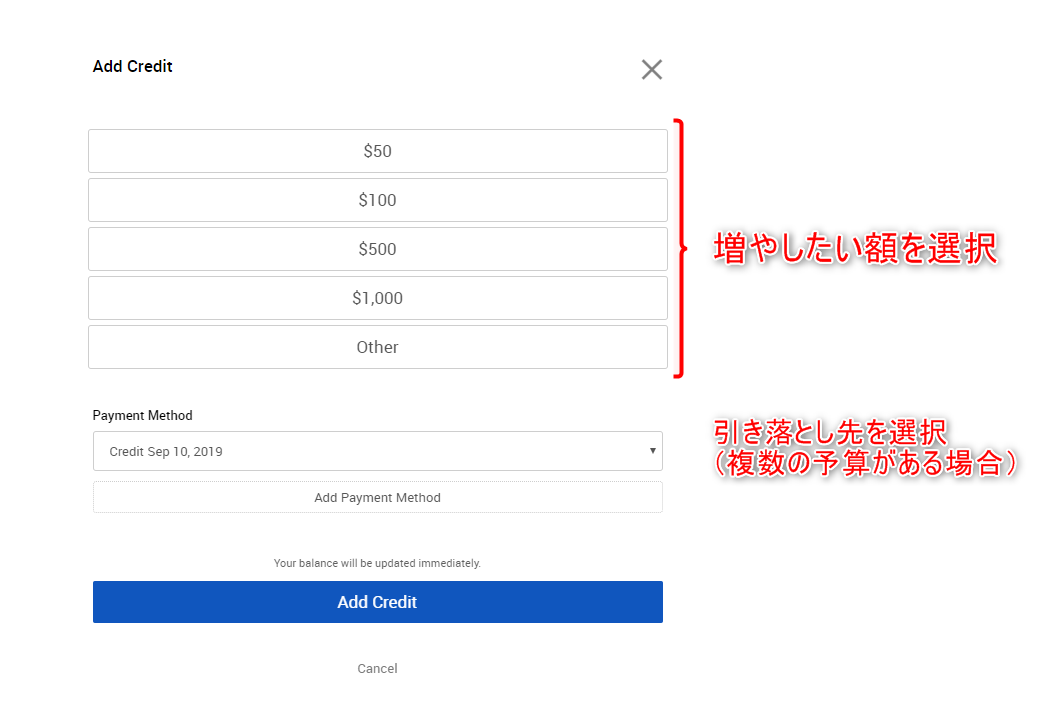 Add Credit
$50
$100
$500
$1,000
Other
増やしたい額を選択
Payment Method
Credit Sep 10, 2019
引き落とし先を選択
（複数の予算がある場合）
Add Payment Method
Your balance will be updated immediately.
Add Credit
Cancel